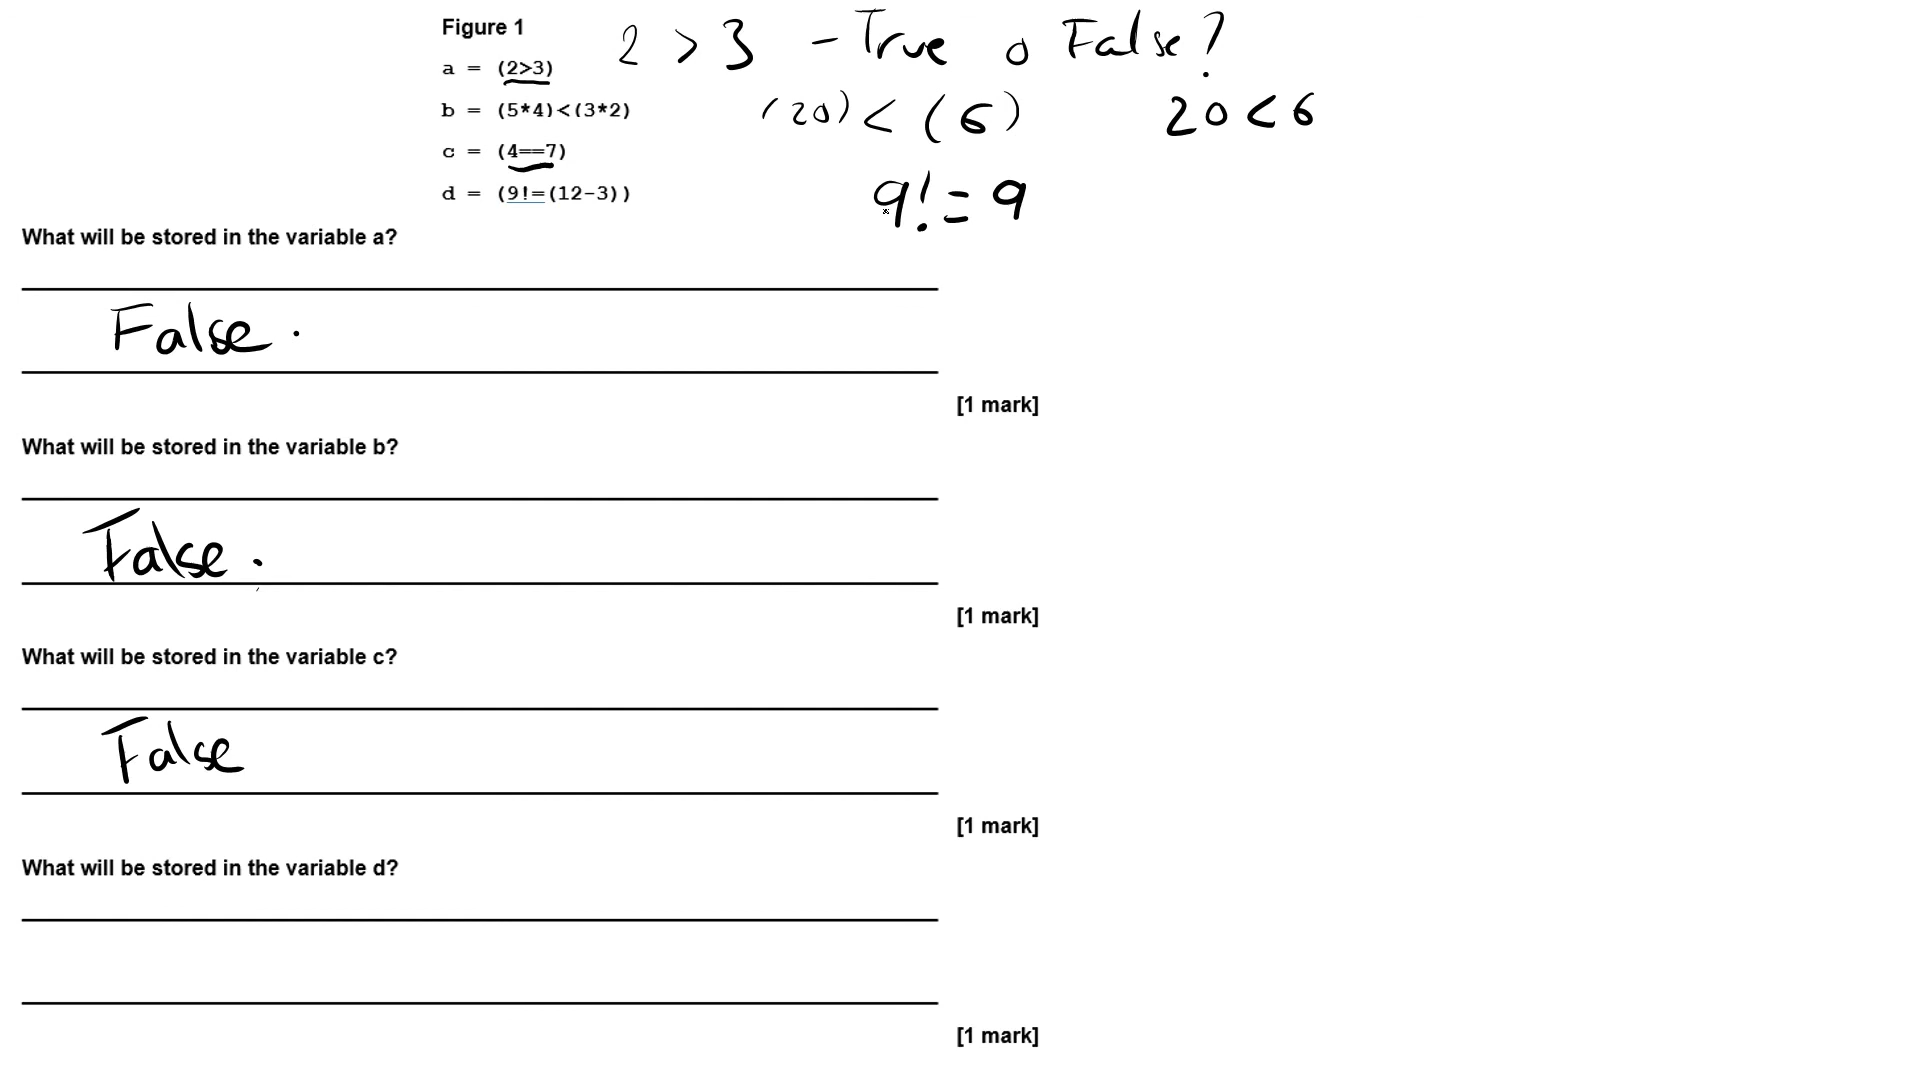 Figure 1
2 > 3 - True o False?
a = (2>3)
b = (5*4)<(3*2)
(20) < (6)
20 < 6
c = (4==7)
d = (9!=(12-3))
9! = 9
What will be stored in the variable a?
False.
[1 mark]
What will be stored in the variable b?
False.
[1 mark]
What will be stored in the variable c?
False
[1 mark]
What will be stored in the variable d?
[1 mark]